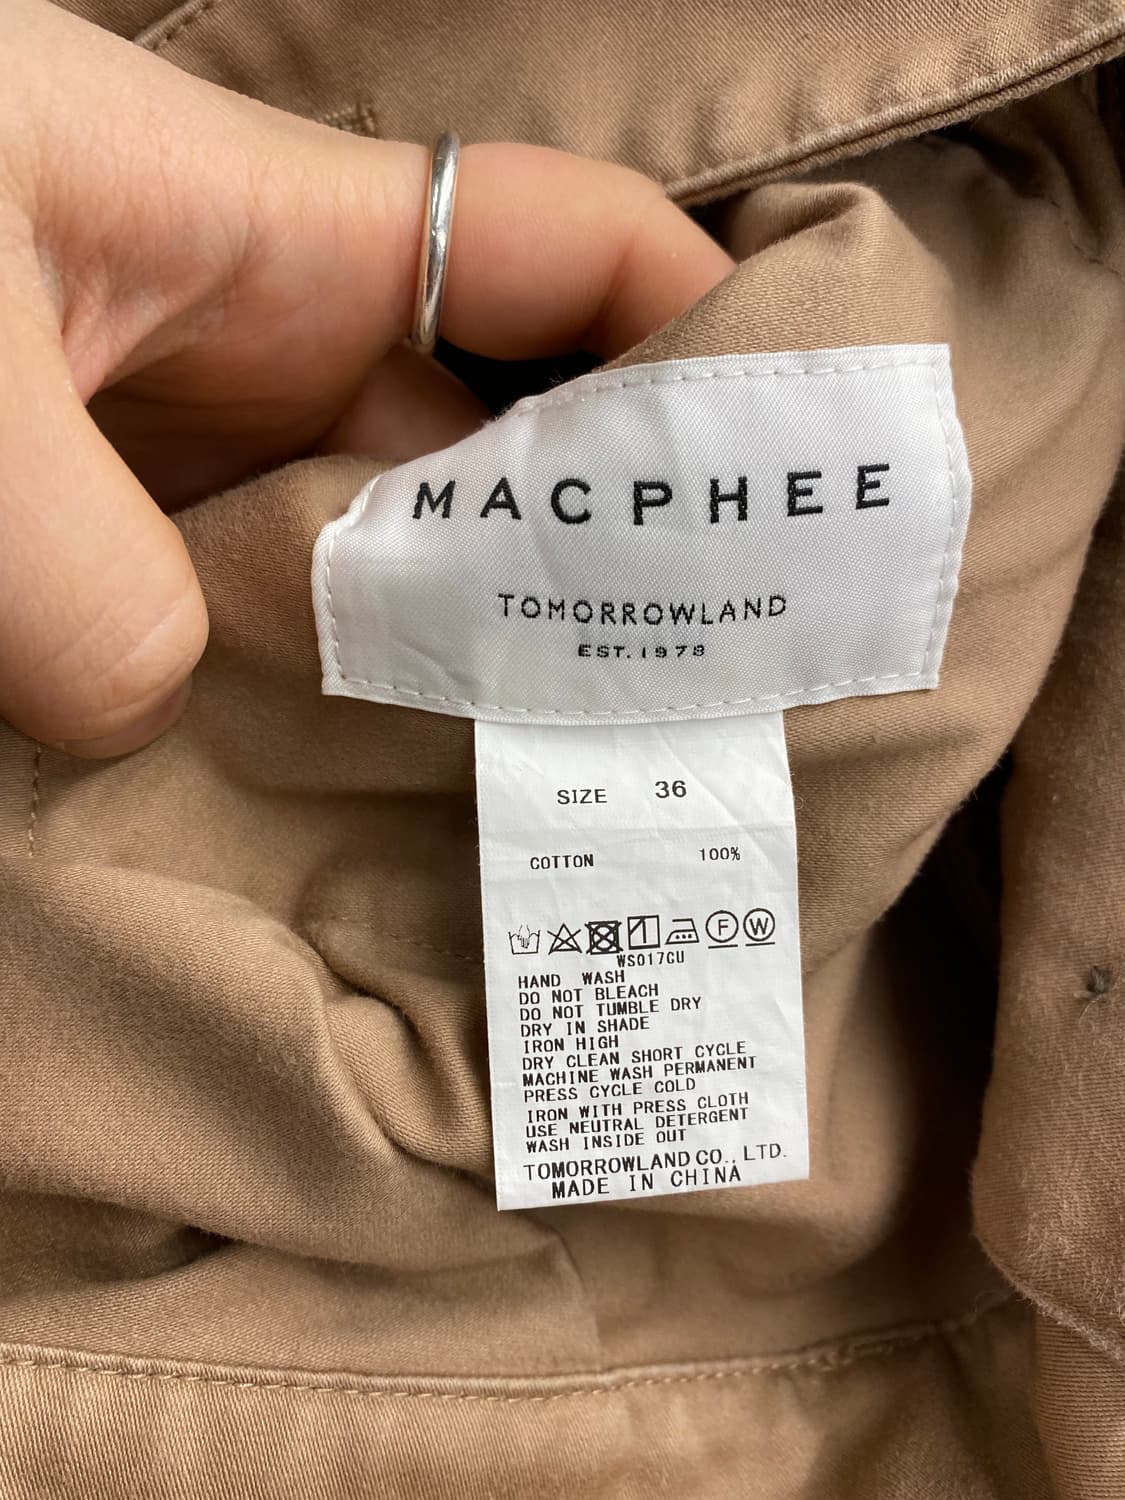 MACPHEE
TOMORROWLAND
EST. 1978
SIZE 36
COTTON 100%
F W
WS017CU
HAND WASH
DO NOT BLEACH
DO NOT TUMBLE DRY
DRY IN SHADE
IRON HIGH
DRY CLEAN SHORT CYCLE
MACHINE WASH PERMANENT
PRESS CYCLE COLD
IRON WITH PRESS CLOTH
USE NEUTRAL DETERGENT
WASH INSIDE OUT
TOMORROWLAND CO., LTD.
MADE IN CHINA